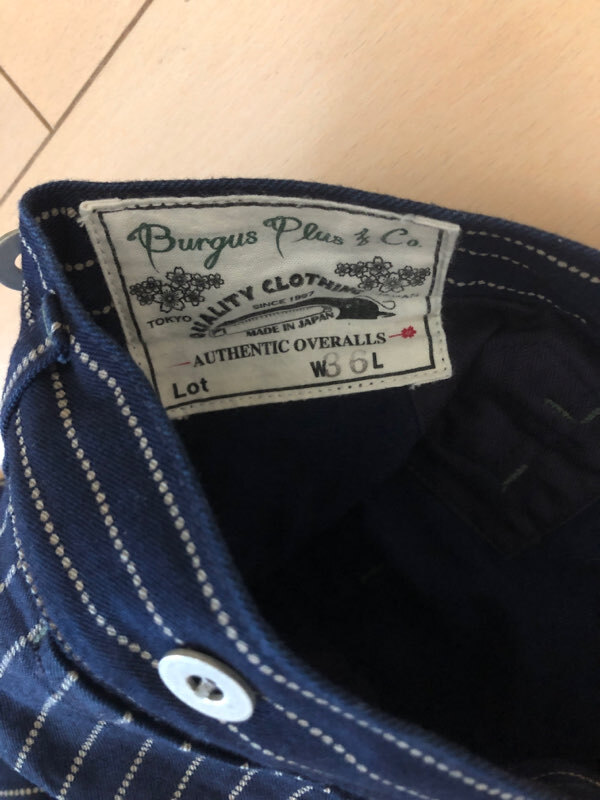 Burgus Plus & Co.
QUALITY CLOTHING
SINCE 1997
TOKYO
MADE IN JAPAN
AUTHENTIC OVERALLS
Lot W36L